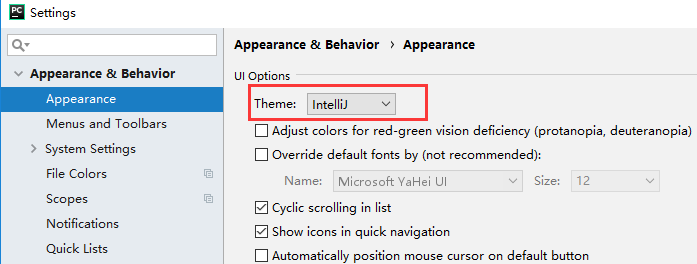 PC Settings
Appearance & Behavior
Appearance
Menus and Toolbars
System Settings
File Colors
Scopes
Notifications
Quick Lists
Appearance & Behavior › Appearance
UI Options
Theme: IntelliJ
Adjust colors for red-green vision deficiency (protanopia, deuteranopia)
Override default fonts by (not recommended):
Name: Microsoft YaHei UI Size: 12
Cyclic scrolling in list
Show icons in quick navigation
Automatically position mouse cursor on default button